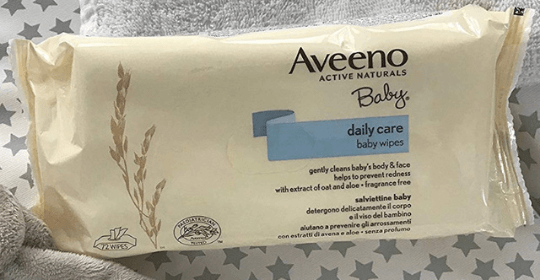 Aveeno
ACTIVE NATURALS
Baby®
daily care
baby wipes
gently cleans baby's body & face
helps to prevent redness
with extract of oat and aloe • fragrance free
salviettine baby
detergono delicatamente il corpo
e il viso del bambino
aiutano a prevenire gli arrossamenti
con estratti di avena e aloe • senza profumo
72 WIPES